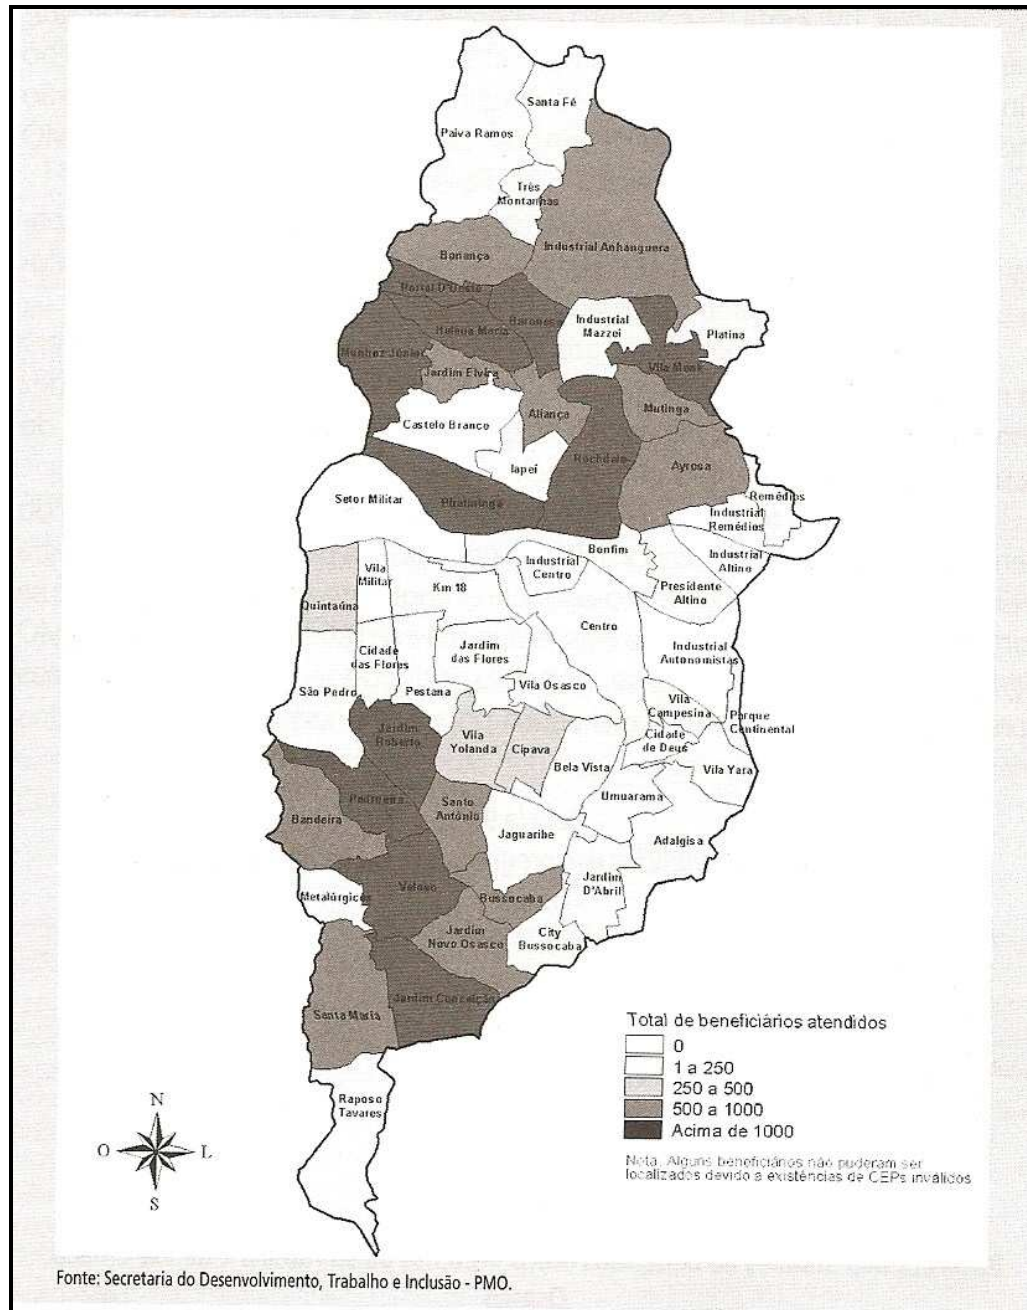 Santa Fé
Paiva Ramos
Três
Montanhas
Industrial Anhanguera
Bonança
Portal D'Oeste
Baronesa
Industrial
Mazzei
Platina
Helena Maria
Munhoz Júnior
Jardim Elvira
Vila Menk
Mutinga
Aliança
Castelo Branco
Rochdale
Iapei
Ayrosa
Setor Militar
Piratininga
Remédios
Industrial
Remédios
Bonfim
Industrial
Altino
Industrial
Centro
Vila
Militar
Km 18
Presidente
Altino
Quintaúna
Centro
Cidade
das Flores
Jardim
das Flores
Industrial
Autonomistas
São Pedro
Pestana
Vila Osasco
Vila
Campesina
Parque
Continental
Jardim
Roberto
Vila
Yolanda
Cipava
Cidade
de Deus
Bela Vista
Vila Yara
Umuarama
Padroeira
Santo
Antônio
Bandeira
Jaguaribe
Adalgisa
Jardim
D'Abril
Metalúrgicos
Veloso
Bussocaba
Jardim
Novo Osasco
City
Bussocaba
Jardim Conceição
Santa Maria
Raposo
Tavares
N
O
L
S
Total de beneficiários atendidos
0
1 a 250
250 a 500
500 a 1000
Acima de 1000
Nota. Alguns beneficiários não puderam ser
localizados devido a existências de CEPs inválidos
Fonte: Secretaria do Desenvolvimento, Trabalho e Inclusão - PMO.